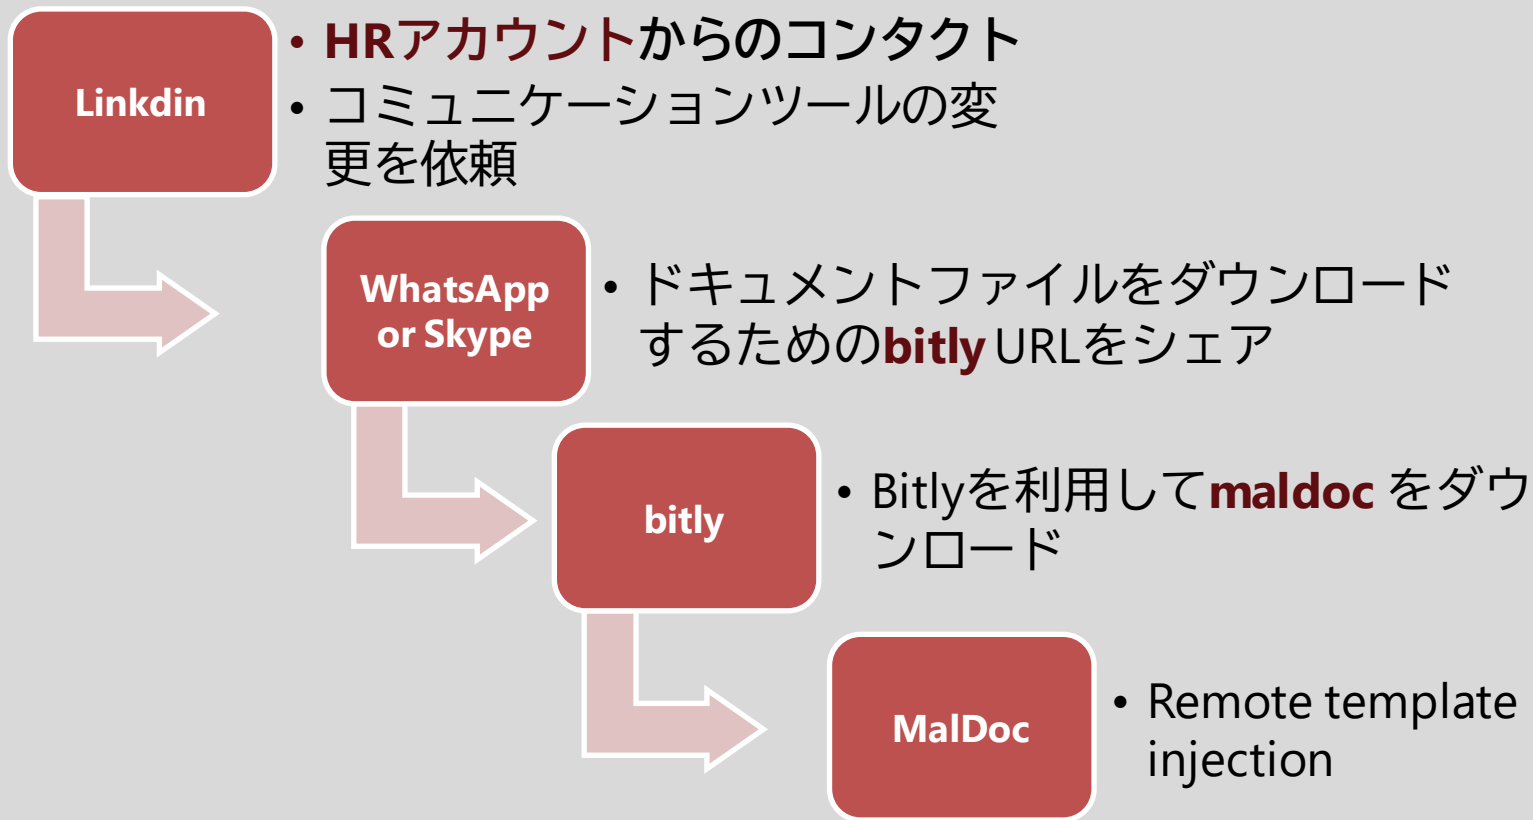 Linkdin
• HRアカウントからのコンタクト
• コミュニケーションツールの変
更を依頼
WhatsApp
or Skype
• ドキュメントファイルをダウンロード
するためのbitly URLをシェア
bitly
• Bitlyを利用してmaldoc をダウ
ンロード
MalDoc
• Remote template
injection